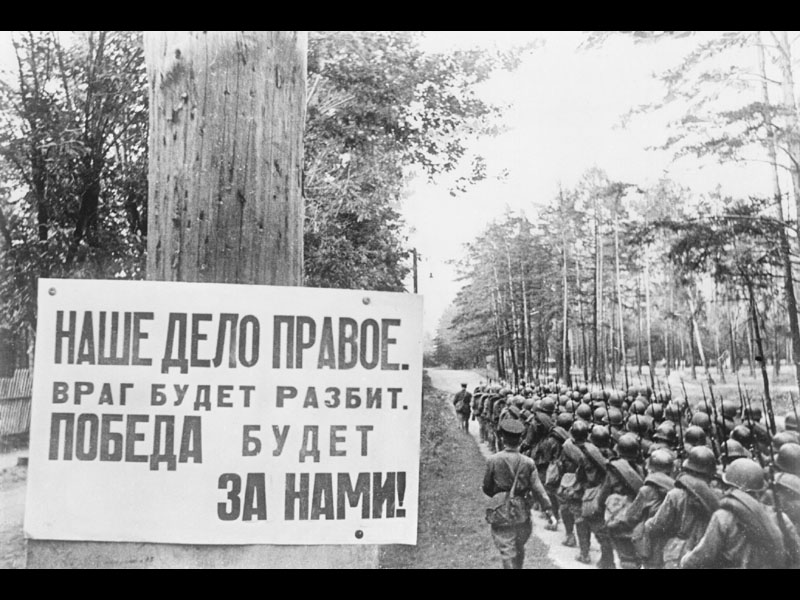 НАШЕ ДЕЛО ПРАВОЕ.
ВРАГ БУДЕТ РАЗБИТ.
ПОБЕДА БУДЕТ
ЗА НАМИ!